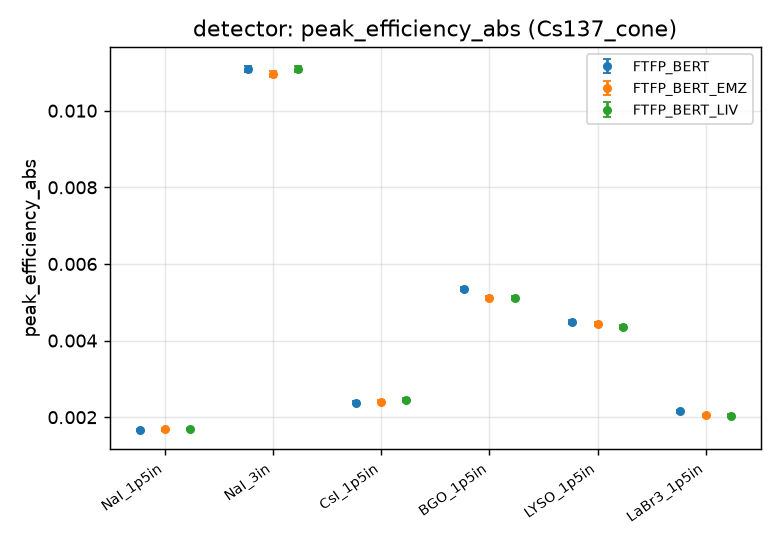 detector: peak_efficiency_abs (Cs137_cone)
peak_efficiency_abs
0.010
0.008
0.006
0.004
0.002
FTFP_BERT
FTFP_BERT_EMZ
FTFP_BERT_LIV
NaI_1p5in
NaI_3in
CsI_1p5in
BGO_1p5in
LYSO_1p5in
LaBr3_1p5in